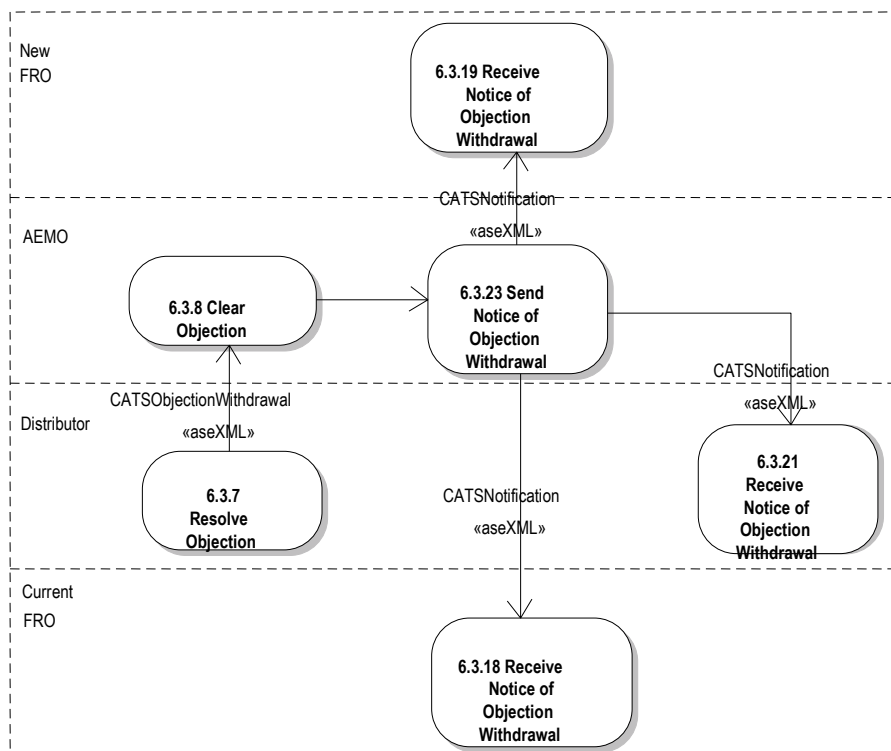 New
FRO
6.3.19 Receive
Notice of
Objection
Withdrawal
CATSNotification
«aseXML»
AEMO
6.3.8 Clear
Objection
6.3.23 Send
Notice of
Objection
Withdrawal
CATSNotification
«aseXML»
CATSObjectionWithdrawal
«aseXML»
Distributor
6.3.7
Resolve
Objection
CATSNotification
«aseXML»
6.3.21
Receive
Notice of
Objection
Withdrawal
Current
FRO
6.3.18 Receive
Notice of
Objection
Withdrawal